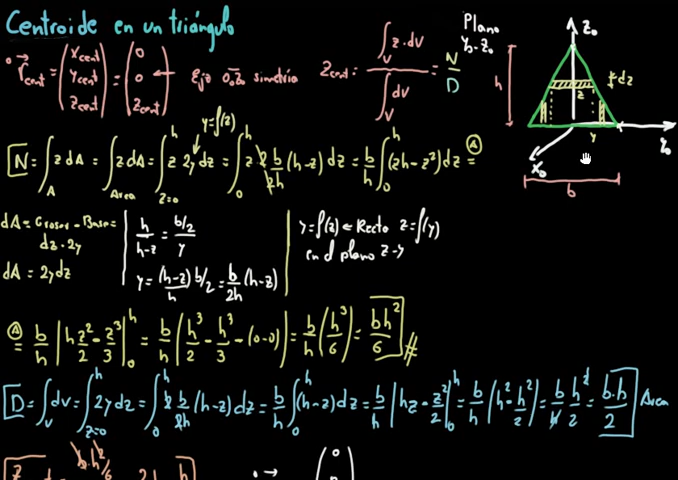 Centroide en un triángulo
⁰r⃗cent = (xcent ycent zcent) = (0 0 zcent) ← Eje 0₀z₀ simetria
zcent = ∫v z·dv / ∫v dv = N/D
Plano y₀-z₀
z₀
h
dz
z
y
y₀
x₀
b
y=f(z)
N = ∫A z dA = ∫Area z dA = ∫z=0^h z 2y dz = ∫0^h z 2 b/2h (h-z) dz = b/h ∫0^h (zh-z²) dz = Ⓐ
dA = Grosor · Base =
dz · 2y
dA = 2y dz
h/(h-z) = (b/2)/y
y = (h-z)/h b/2 = b/2h (h-z)
y=f(z) ← Recta z=f(y)
en el plano z-y
Ⓐ = b/h |h z²/2 - z³/3|0^h = b/h (h³/2 - h³/3 - (0-0)) = b/h (h³/6) = bh²/6
D = ∫v dv = ∫z=0^h 2y dz = ∫0^h 2 b/2h (h-z) dz = b/h ∫0^h (h-z) dz = b/h |hz - z²/2|0^h = b/h (h² - h²/2) = b/h h²/2 = b·h/2 Area